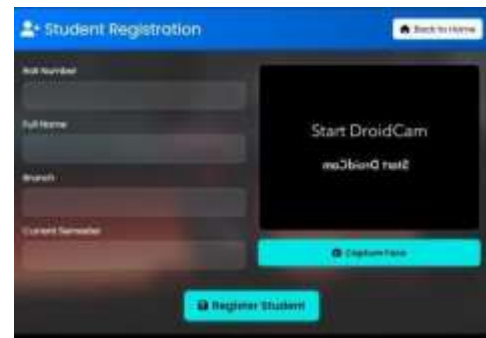 Student Registration
Back to Home
Roll Number
Full Name
Branch
Current Semester
Start DroidCam
Start DroidCam
Capture Face
Register Student